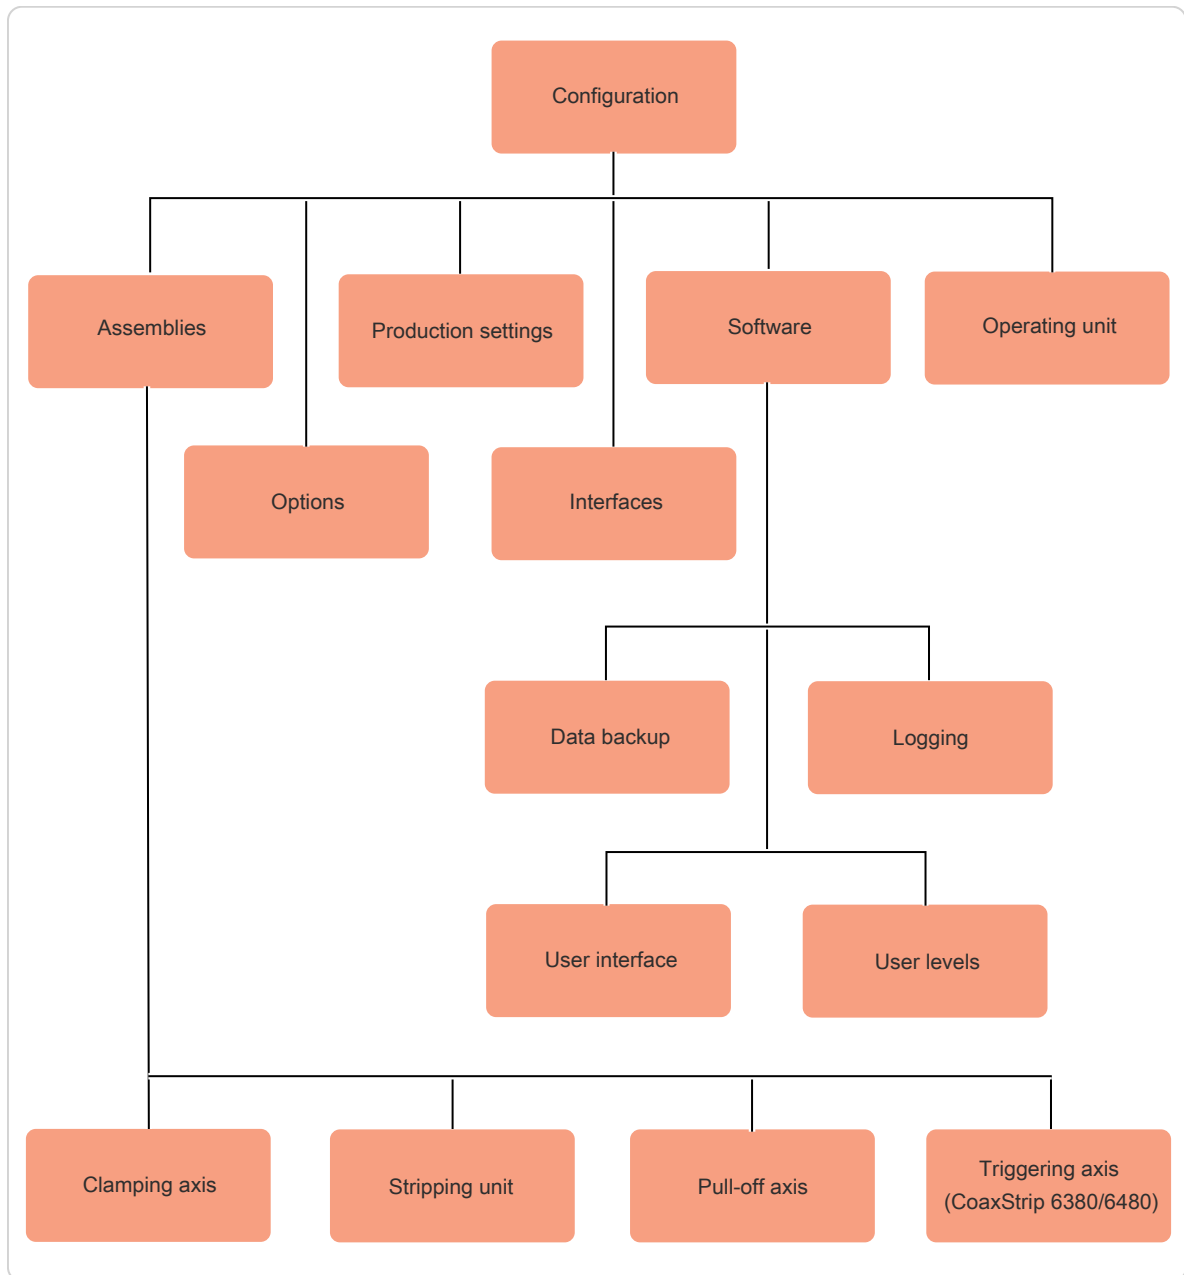 Configuration
Assemblies
Production settings
Software
Operating unit
Options
Interfaces
Data backup
Logging
User interface
User levels
Clamping axis
Stripping unit
Pull-off axis
Triggering axis
(CoaxStrip 6380/6480)